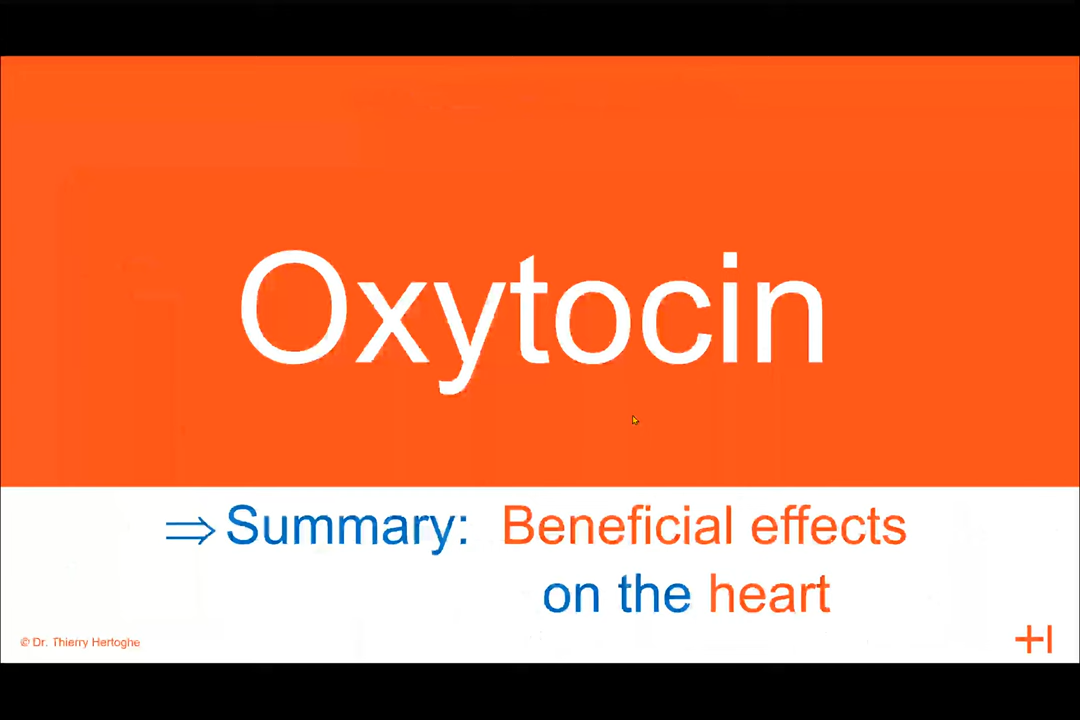 Oxytocin
⇒ Summary: Beneficial effects
on the heart
© Dr. Thierry Hertoghe